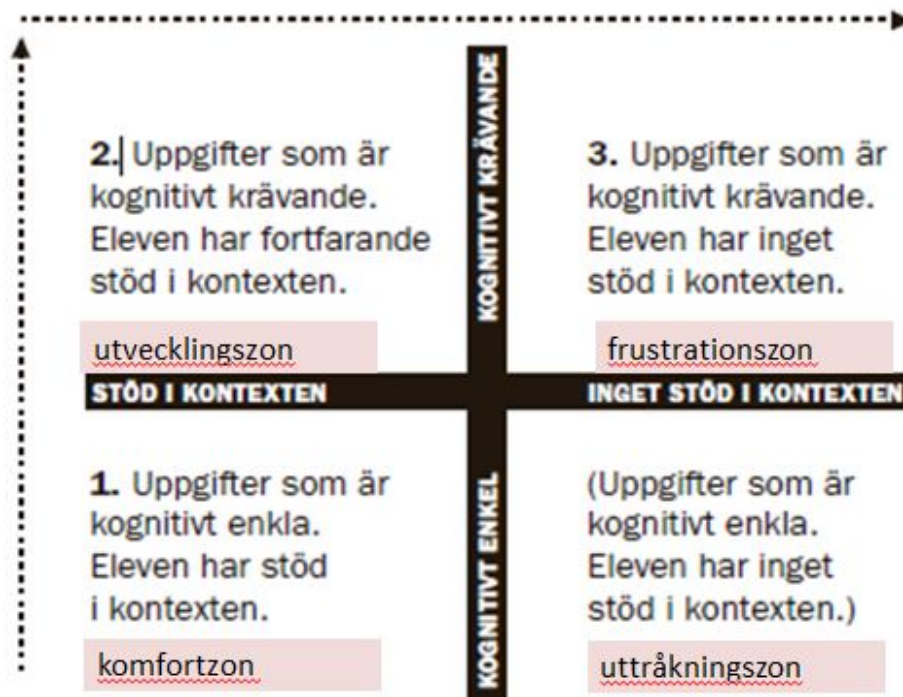 2. Uppgifter som är
kognitivt krävande.
Eleven har fortfarande
stöd i kontexten.
utvecklingszon
KOGNITIVT KRÄVANDE
3. Uppgifter som är
kognitivt krävande.
Eleven har inget
stöd i kontexten.
frustrationszon
STÖD I KONTEXTEN
INGET STÖD I KONTEXTEN
1. Uppgifter som är
kognitivt enkla.
Eleven har stöd
i kontexten.
komfortzon
KOGNITIVT ENKEL
(Uppgifter som är
kognitivt enkla.
Eleven har inget
stöd i kontexten.)
uttråkningszon